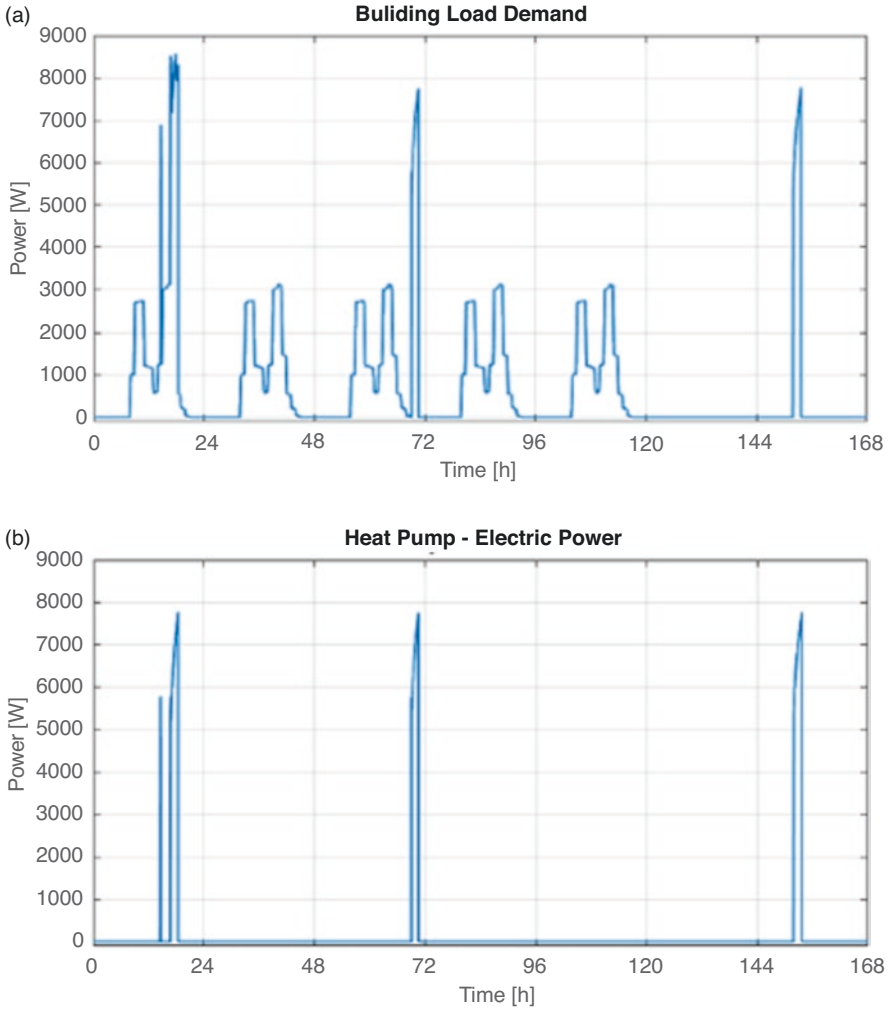 (a)
Buliding Load Demand
9000
8000
7000
6000
5000
4000
3000
2000
1000
0
Power [W]
0 24 48 72 96 120 144 168
Time [h]
(b)
Heat Pump - Electric Power
9000
8000
7000
6000
5000
4000
3000
2000
1000
0
Power [W]
0 24 48 72 96 120 144 168
Time [h]